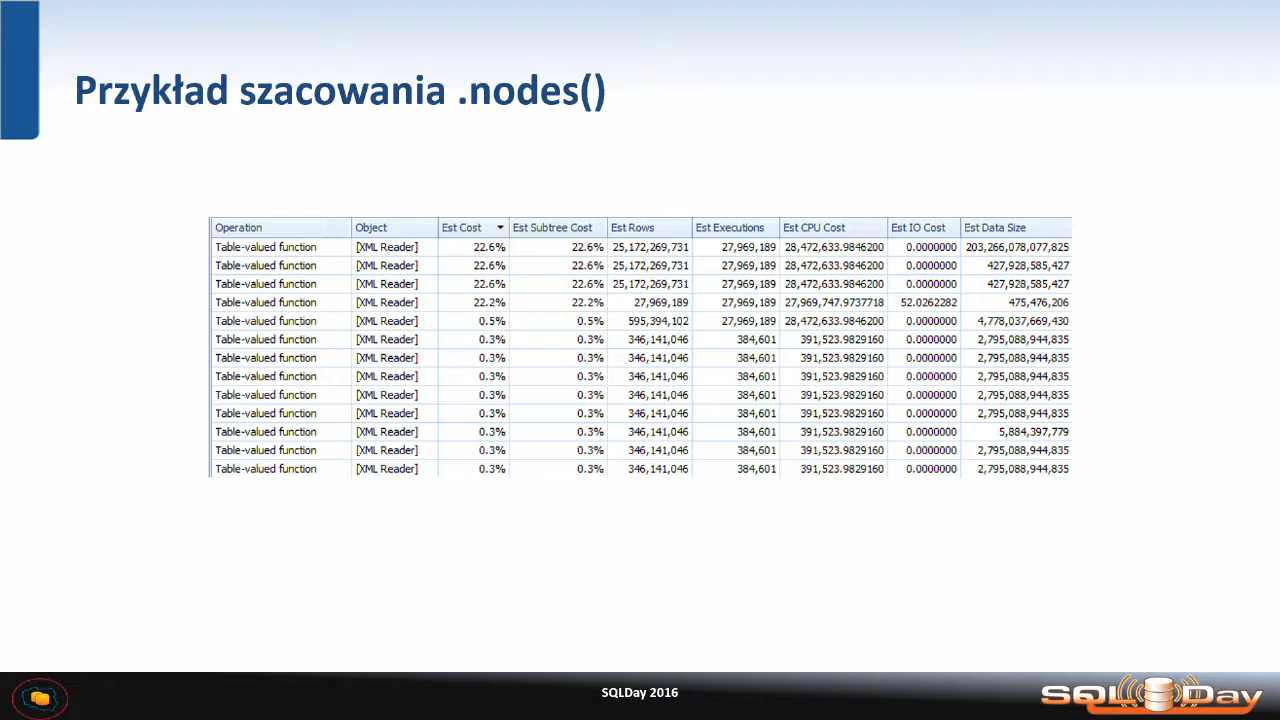 Przykład szacowania .nodes()
Operation Object Est Cost Est Subtree Cost Est Rows Est Executions Est CPU Cost Est IO Cost Est Data Size
Table-valued function [XML Reader] 22.6% 22.6% 25,172,269,731 27,969,189 28,472,633.9846200 0.0000000 203,266,078,077,825
Table-valued function [XML Reader] 22.6% 22.6% 25,172,269,731 27,969,189 28,472,633.9846200 0.0000000 427,928,585,427
Table-valued function [XML Reader] 22.6% 22.6% 25,172,269,731 27,969,189 28,472,633.9846200 0.0000000 427,928,585,427
Table-valued function [XML Reader] 22.2% 22.2% 27,969,189 27,969,189 27,969,747.9737718 52.0262282 475,476,206
Table-valued function [XML Reader] 0.5% 0.5% 595,394,102 27,969,189 28,472,633.9846200 0.0000000 4,778,037,669,430
Table-valued function [XML Reader] 0.3% 0.3% 346,141,046 384,601 391,523.9829160 0.0000000 2,795,088,944,835
Table-valued function [XML Reader] 0.3% 0.3% 346,141,046 384,601 391,523.9829160 0.0000000 2,795,088,944,835
Table-valued function [XML Reader] 0.3% 0.3% 346,141,046 384,601 391,523.9829160 0.0000000 2,795,088,944,835
Table-valued function [XML Reader] 0.3% 0.3% 346,141,046 384,601 391,523.9829160 0.0000000 2,795,088,944,835
Table-valued function [XML Reader] 0.3% 0.3% 346,141,046 384,601 391,523.9829160 0.0000000 2,795,088,944,835
Table-valued function [XML Reader] 0.3% 0.3% 346,141,046 384,601 391,523.9829160 0.0000000 5,884,397,779
Table-valued function [XML Reader] 0.3% 0.3% 346,141,046 384,601 391,523.9829160 0.0000000 2,795,088,944,835
Table-valued function [XML Reader] 0.3% 0.3% 346,141,046 384,601 391,523.9829160 0.0000000 2,795,088,944,835
SQLDay 2016
SQL Day